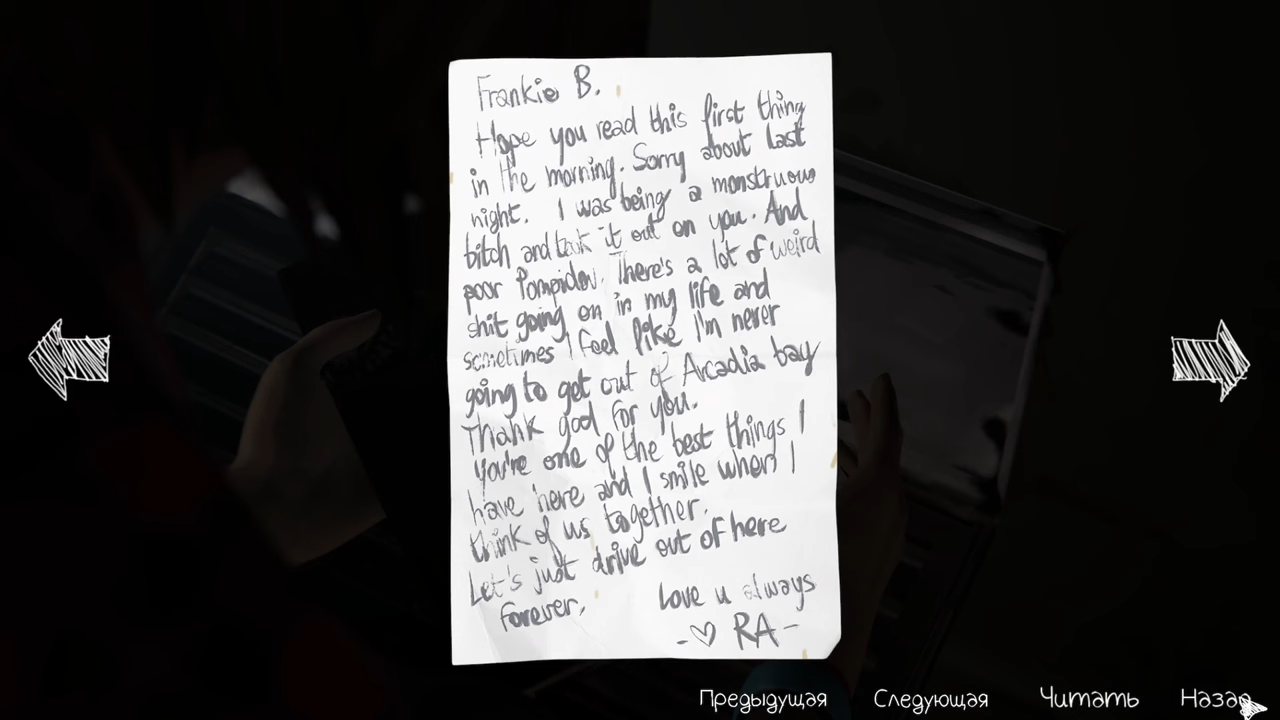 Frankie B.
Hope you read this first thing
in the morning. Sorry about last
night. I was being a monstruous
bitch and took it out on you. And
poor Pompidou. There's a lot of weird
shit going on in my life and
sometimes I feel like I'm never
going to get out of Arcadia bay
Thank god for you.
You're one of the best things I
have here and I smile when I
think of us together.
Let's just drive out of here
forever.
Love u always
-♡ RA-
Предыдущая Следующая Читать Назад